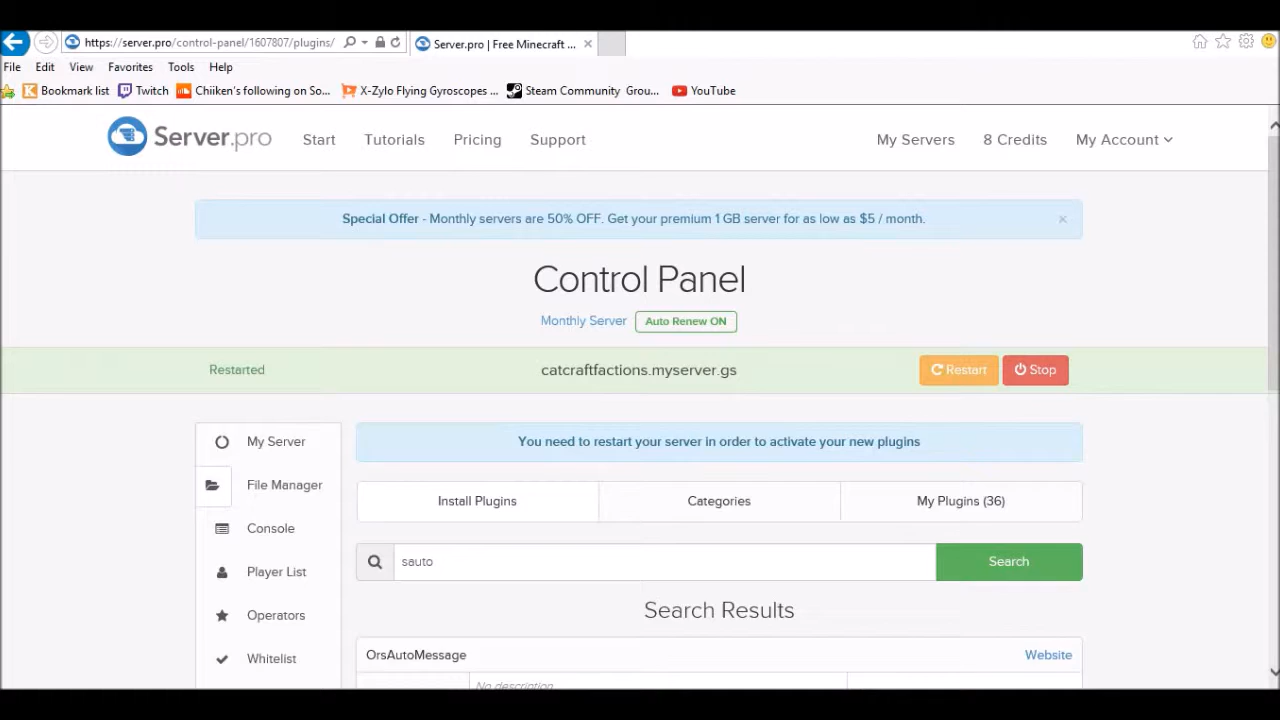 https://server.pro/control-panel/1607807/plugins/
Server.pro | Free Minecraft ...
File Edit View Favorites Tools Help
Bookmark list Twitch Chiiken's following on So... X-Zylo Flying Gyroscopes ... Steam Community Grou... YouTube
Server.pro Start Tutorials Pricing Support My Servers 8 Credits My Account
Special Offer - Monthly servers are 50% OFF. Get your premium 1 GB server for as low as $5 / month. ×
Control Panel
Monthly Server Auto Renew ON
Restarted catcraftfactions.myserver.gs Restart Stop
My Server
File Manager
Console
Player List
Operators
Whitelist
You need to restart your server in order to activate your new plugins
Install Plugins Categories My Plugins (36)
sauto Search
Search Results
OrsAutoMessage Website
No description